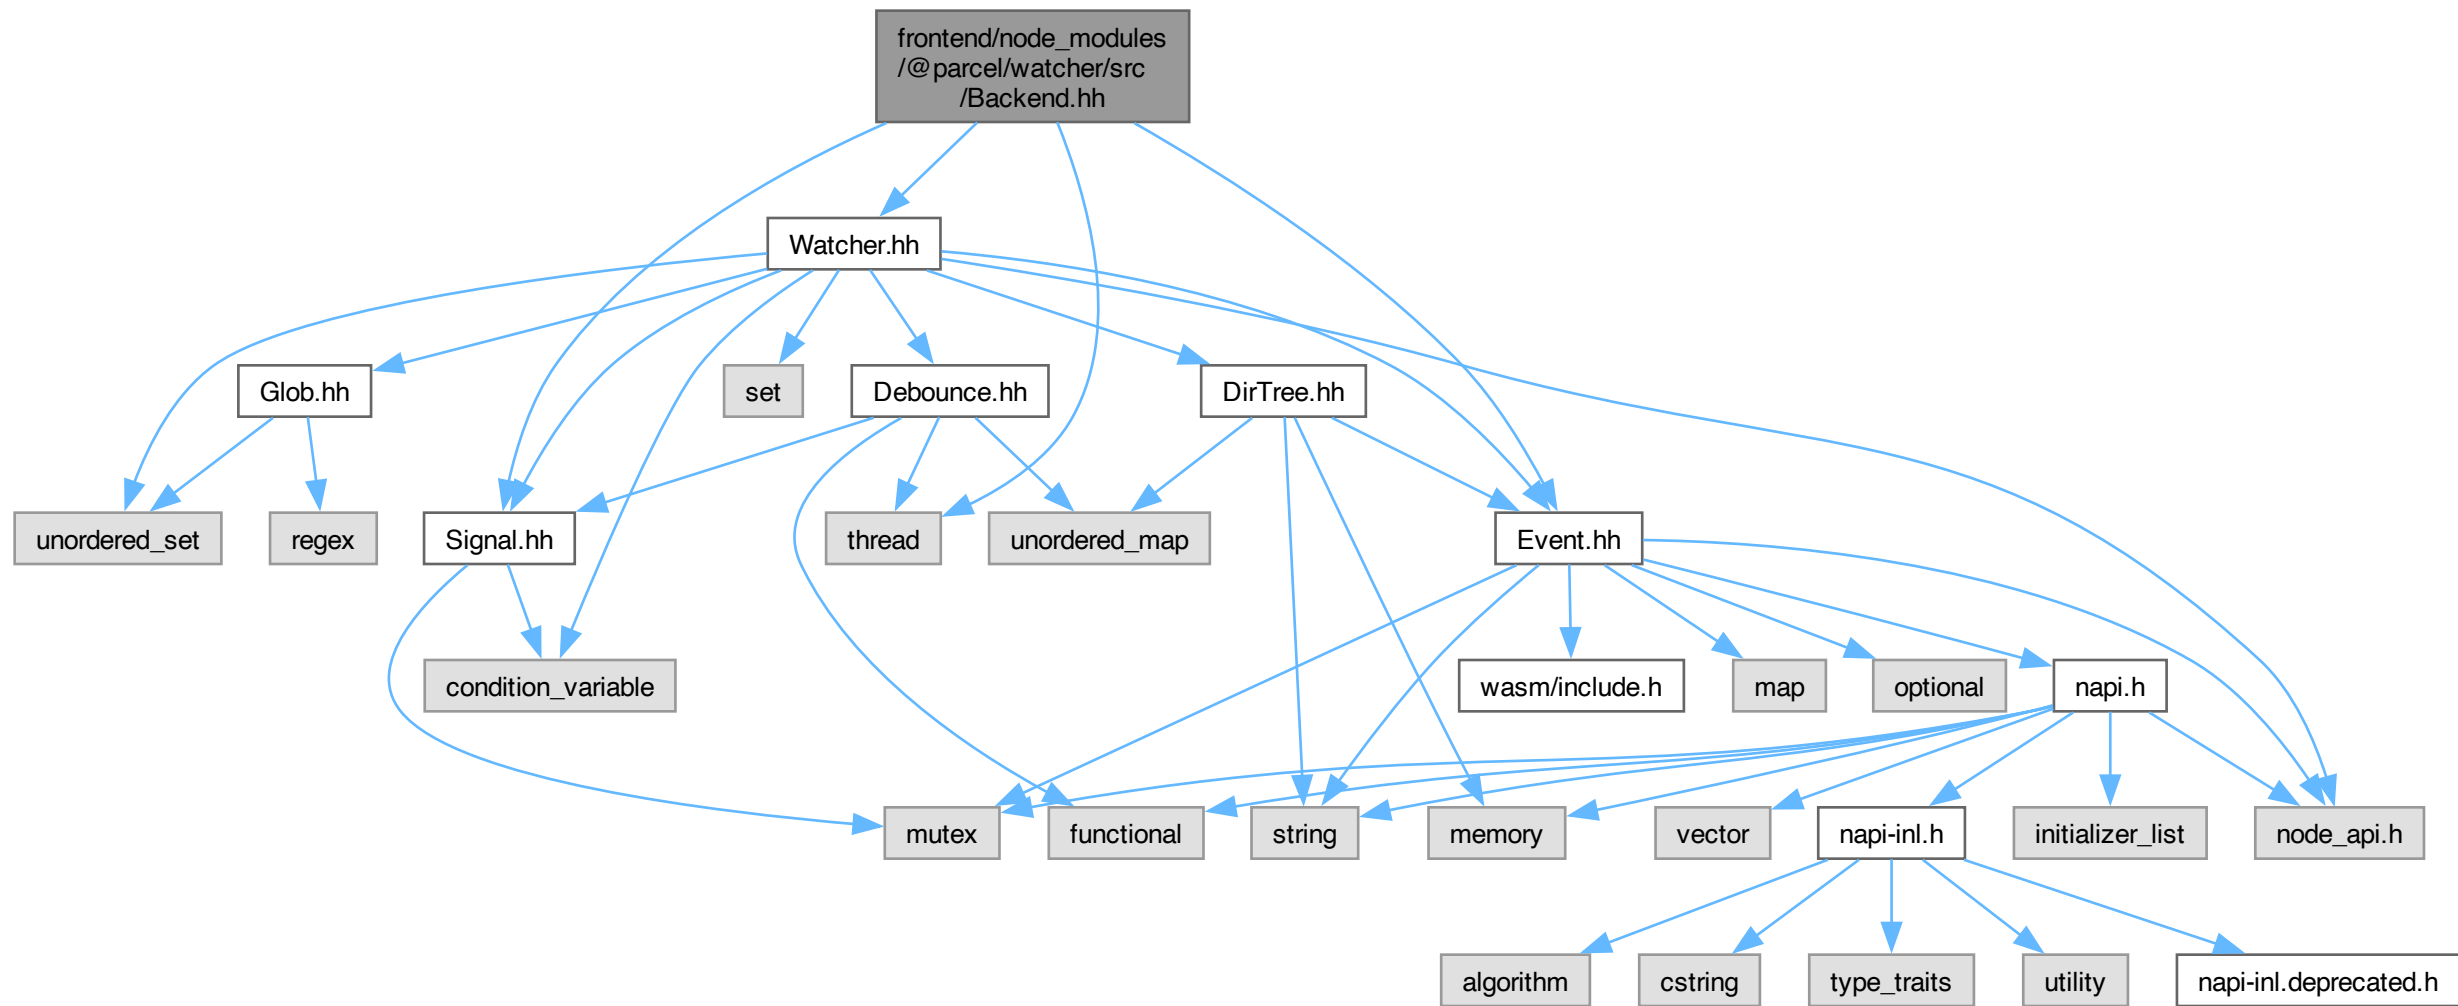 frontend/node_modules
/@parcel/watcher/src
/Backend.hh
Watcher.hh
Glob.hh
set
Debounce.hh
DirTree.hh
unordered_set
regex
Signal.hh
thread
unordered_map
Event.hh
condition_variable
wasm/include.h
map
optional
napi.h
mutex
functional
string
memory
vector
napi-inl.h
initializer_list
node_api.h
algorithm
cstring
type_traits
utility
napi-inl.deprecated.h